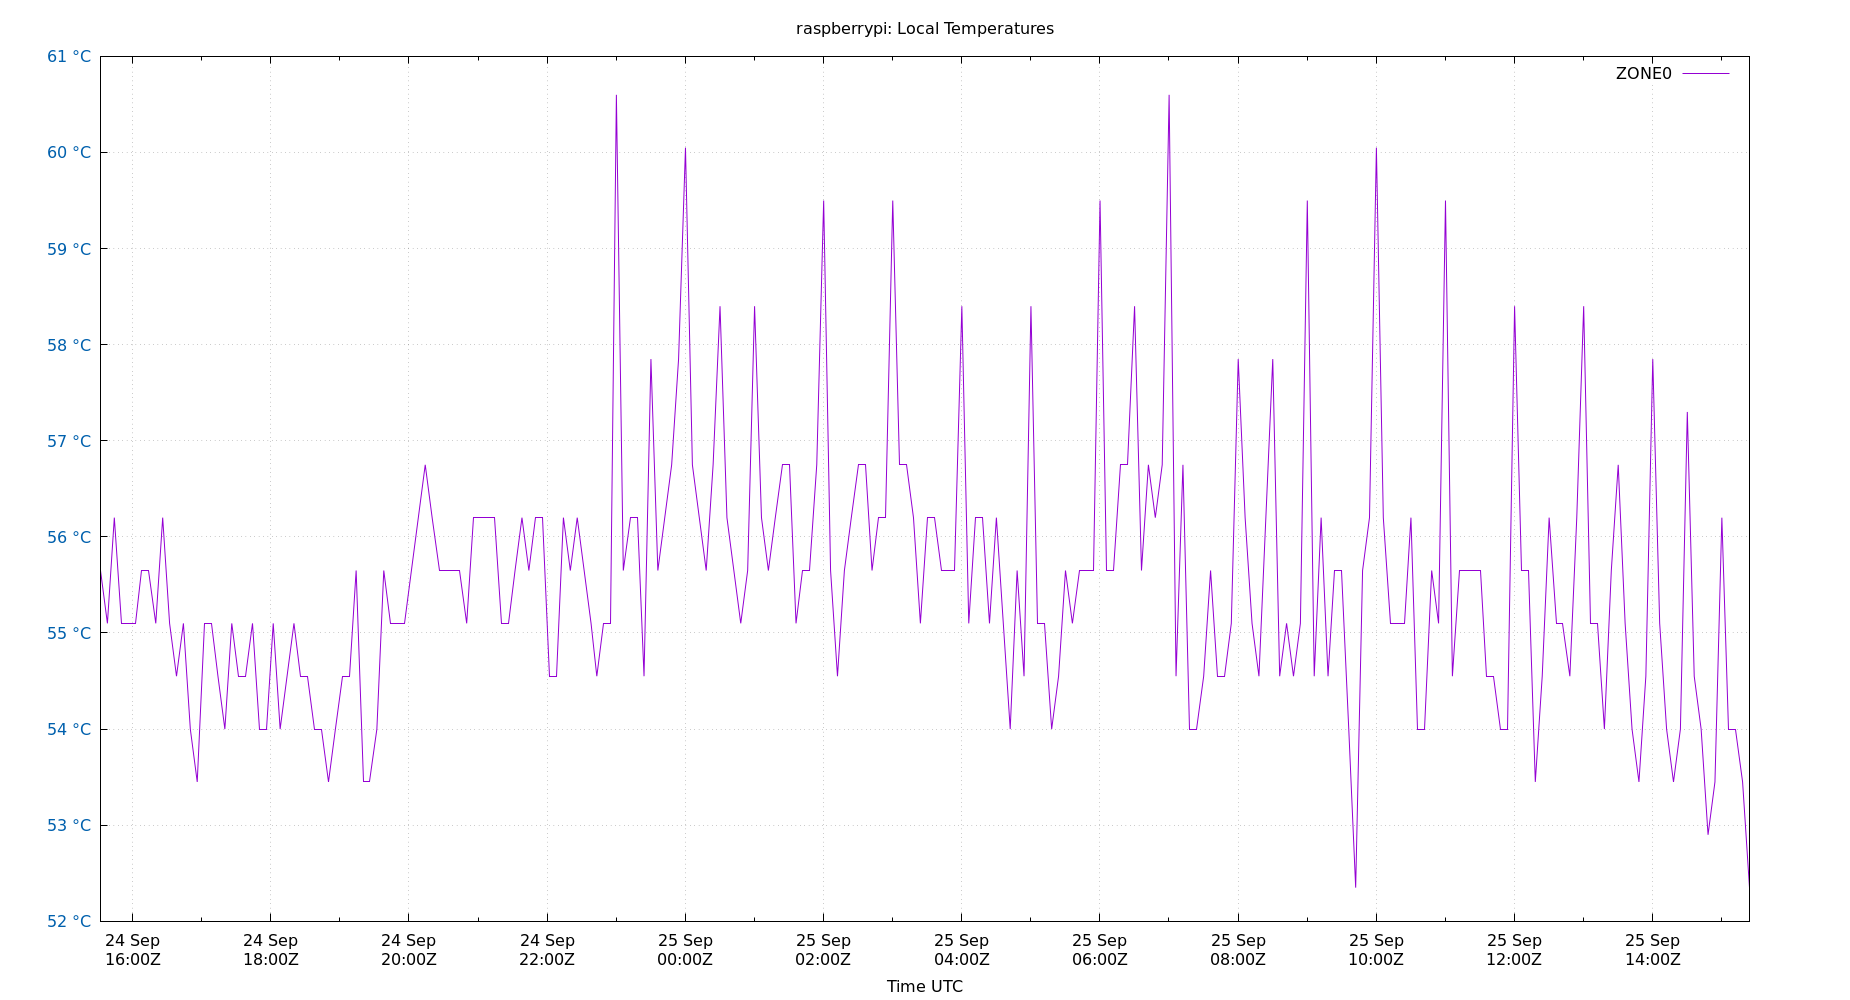 raspberrypi: Local Temperatures
ZONE0
61 °C
60 °C
59 °C
58 °C
57 °C
56 °C
55 °C
54 °C
53 °C
52 °C
24 Sep 24 Sep 24 Sep 24 Sep 25 Sep 25 Sep 25 Sep 25 Sep 25 Sep 25 Sep 25 Sep 25 Sep
16:00Z 18:00Z 20:00Z 22:00Z 00:00Z 02:00Z 04:00Z 06:00Z 08:00Z 10:00Z 12:00Z 14:00Z
Time UTC